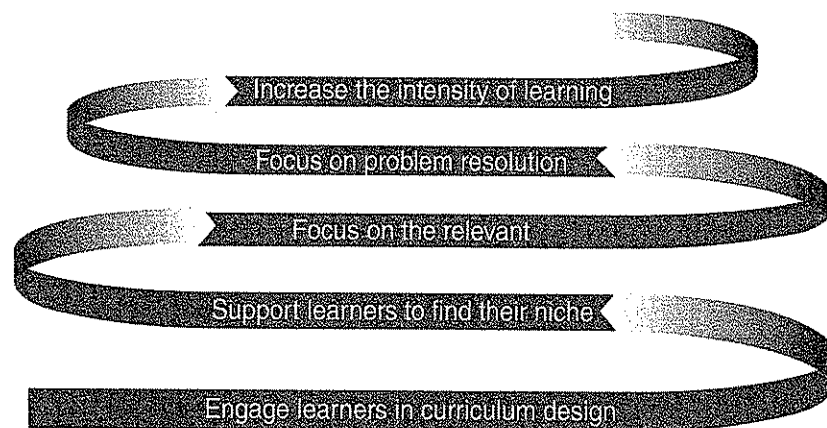 Increase the intensity of learning
Focus on problem resolution
Focus on the relevant
Support learners to find their niche
Engage learners in curriculum design